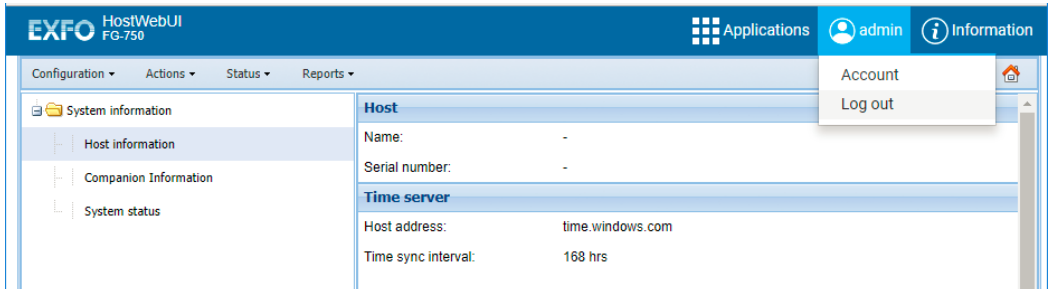 EXFO HostWebUI
FG-750
Applications admin Information
Configuration Actions Status Reports
Account
Log out
System information
Host information
Companion Information
System status
Host
Name: -
Serial number: -
Time server
Host address: time.windows.com
Time sync interval: 168 hrs